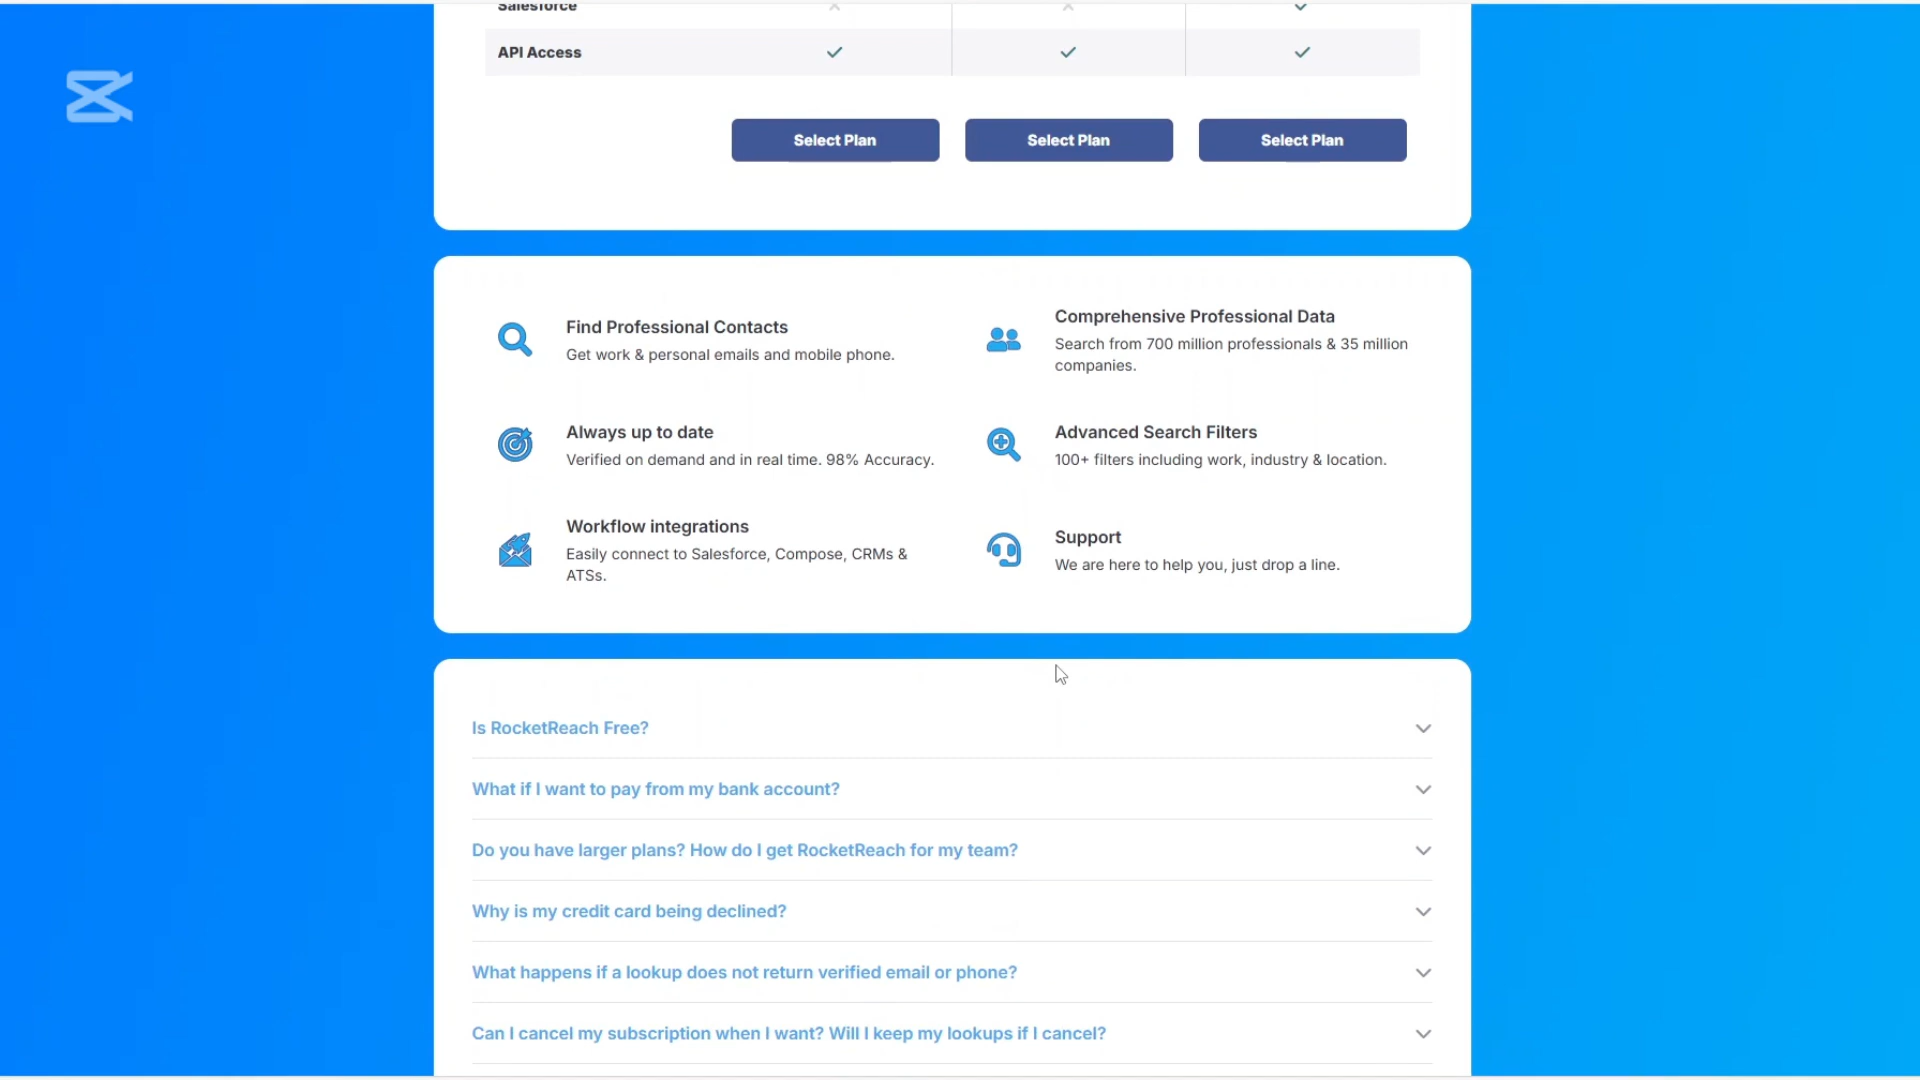 Salesforce
API Access
Select Plan Select Plan Select Plan
Find Professional Contacts
Get work & personal emails and mobile phone.
Comprehensive Professional Data
Search from 700 million professionals & 35 million
companies.
Always up to date
Verified on demand and in real time. 98% Accuracy.
Advanced Search Filters
100+ filters including work, industry & location.
Workflow integrations
Easily connect to Salesforce, Compose, CRMs &
ATSs.
Support
We are here to help you, just drop a line.
Is RocketReach Free?
What if I want to pay from my bank account?
Do you have larger plans? How do I get RocketReach for my team?
Why is my credit card being declined?
What happens if a lookup does not return verified email or phone?
Can I cancel my subscription when I want? Will I keep my lookups if I cancel?